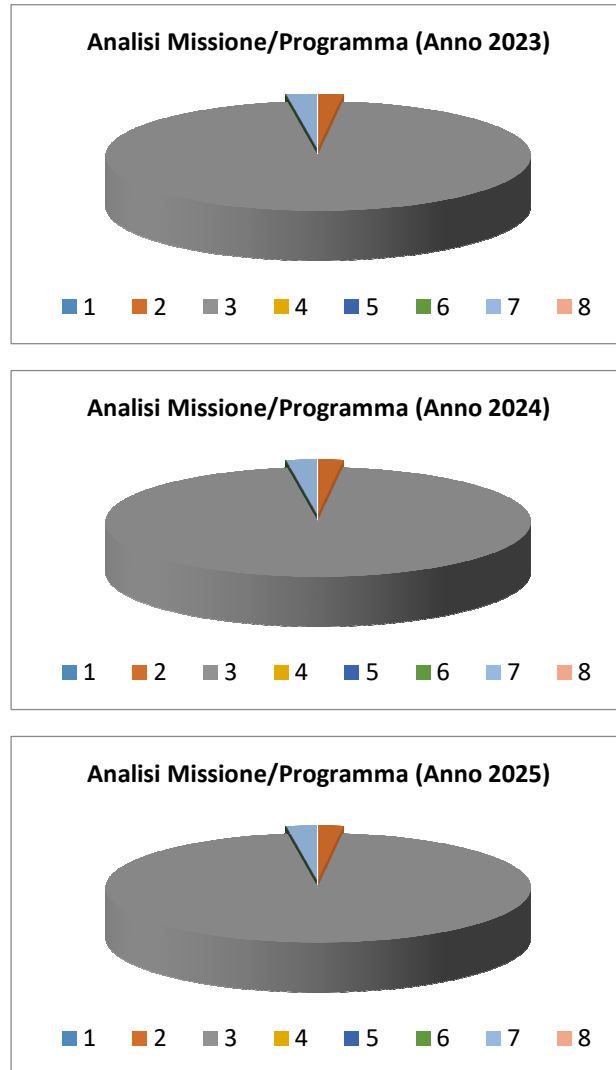 Analisi Missione/Programma (Anno 2023)
1 2 3 4 5 6 7 8
Analisi Missione/Programma (Anno 2024)
1 2 3 4 5 6 7 8
Analisi Missione/Programma (Anno 2025)
1 2 3 4 5 6 7 8